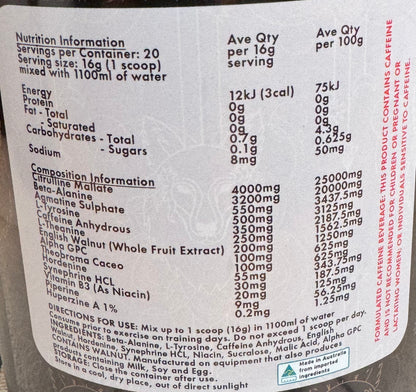 Nutrition Information
Servings per Container: 20
Serving size: 16g (1 scoop)
mixed with 1100ml of water
Ave Qty per 16g serving
Ave Qty per 100g
Energy 12kJ (3cal) 75kJ
Protein 0g 0g
Fat - Total 0g 0g
- Saturated 0g 0g
Carbohydrates - Total 0.7g 4.3g
- Sugars 0.1g 0.625g
Sodium 8mg 50mg
Composition Information
Citrulline Mallate 4000mg 25000mg
Beta-Alanine 3200mg 20000mg
Agmatine Sulphate 550mg 3437.5mg
L-Tyrosine 500mg 3125mg
Caffeine Anhydrous 350mg 2187.5mg
L-Theanine 250mg 1562.5mg
English Walnut (Whole Fruit Extract) 200mg 1250mg
Alpha GPC 100mg 625mg
Theobroma Caceo 100mg 625mg
Hordenine 55mg 343.75mg
Synephrine HCL 30mg 187.5mg
Vitamin B3 (As Niacin) 20mg 125mg
Piperine 9mg 56.25mg
Huperzine A 1% 0.2mg 1.25mg
DIRECTIONS FOR USE: Mix up to 1 scoop (16g) in 1100ml of water
Consume prior to exercise on training days. Do not exceed 1 scoop per day.
INGREDIENTS: Beta-Alanine, L-Tyrosine, Caffeine Anhydrous, English
Walnut, Hordenine, Synephrine HCL, Niacin, Sucralose, Malic Acid, Alpha GPC
CONTAINS WALNUT. Manufactured on equipment that also produces
products containing Milk, Soy and Egg.
STORAGE: Close the container after use.
Store in a cool, dry place, out of direct sunlight
Made in Australia
from imported
ingredients
FORMULATED CAFFEINE BEVERAGE: THIS PRODUCT CONTAINS CAFFEINE
AND IS NOT RECOMMENDED FOR CHILDREN OR PREGNANT OR
LACTATING WOMEN, OR INDIVIDUALS SENSITIVE TO CAFFEINE.